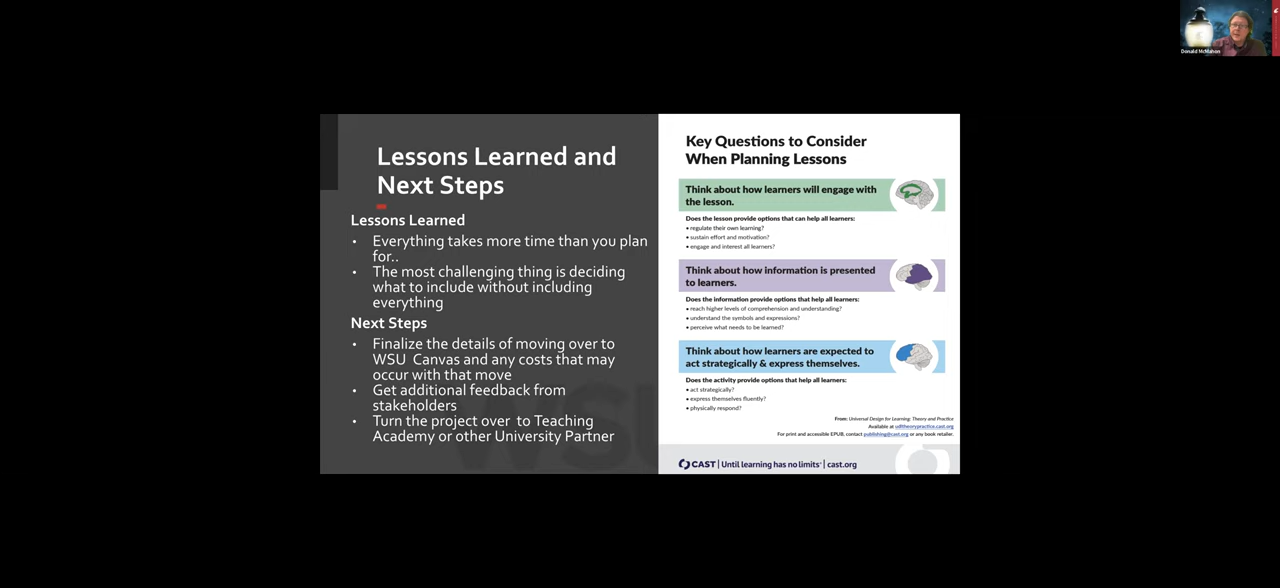 Donald McMahon
Lessons Learned and
Next Steps
Lessons Learned
• Everything takes more time than you plan
for..
• The most challenging thing is deciding
what to include without including
everything
Next Steps
• Finalize the details of moving over to
WSU Canvas and any costs that may
occur with that move
• Get additional feedback from
stakeholders
• Turn the project over to Teaching
Academy or other University Partner
WSU
Key Questions to Consider
When Planning Lessons
Think about how learners will engage with
the lesson.
Does the lesson provide options that can help all learners:
• regulate their own learning?
• sustain effort and motivation?
• engage and interest all learners?
Think about how information is presented
to learners.
Does the information provide options that help all learners:
• reach higher levels of comprehension and understanding?
• understand the symbols and expressions?
• perceive what needs to be learned?
Think about how learners are expected to
act strategically & express themselves.
Does the activity provide options that help all learners:
• act strategically?
• express themselves fluently?
• physically respond?
From: Universal Design for Learning: Theory and Practice
Available at udltheorypractice.cast.org
For print and accessible EPUB, contact publishing@cast.org or any book retailer.
CAST | Until learning has no limits | cast.org